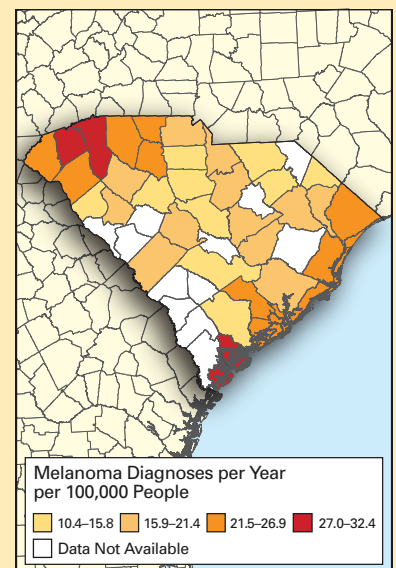 Melanoma Diagnoses per Year
per 100,000 People
10.4–15.8 15.9–21.4 21.5–26.9 27.0–32.4
Data Not Available